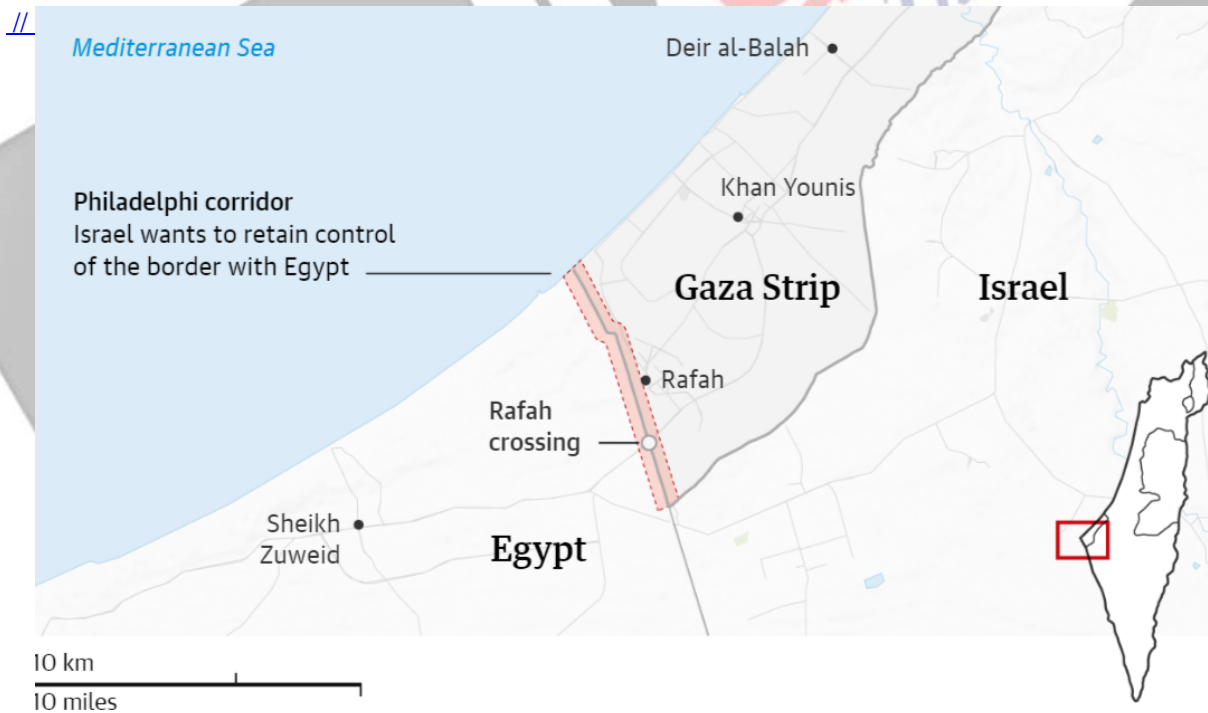 //
Mediterranean Sea
Deir al-Balah
Khan Younis
Philadelphi corridor
Israel wants to retain control
of the border with Egypt
Gaza Strip
Israel
Rafah
Rafah
crossing
Sheikh
Zuweid
Egypt
10 km
10 miles